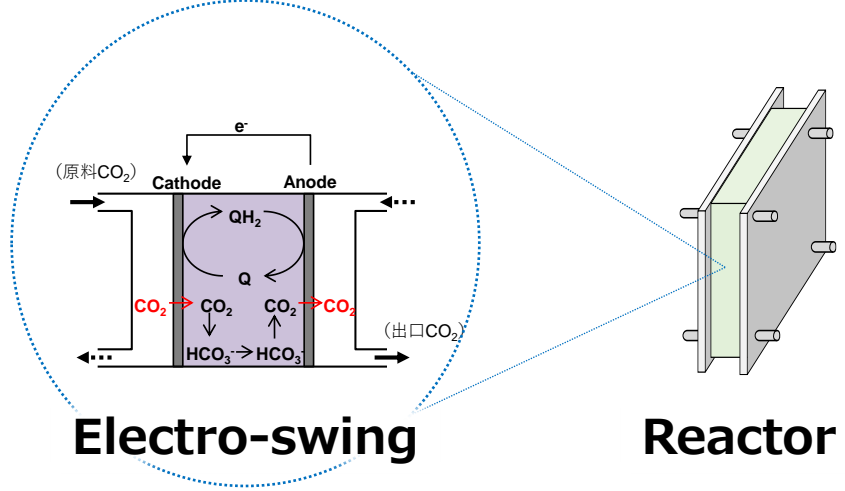 e⁻
（原料CO₂）
Cathode Anode
QH₂
Q
CO₂ CO₂ CO₂ CO₂
（出口CO₂）
HCO₃⁻ HCO₃⁻
Electro-swing Reactor